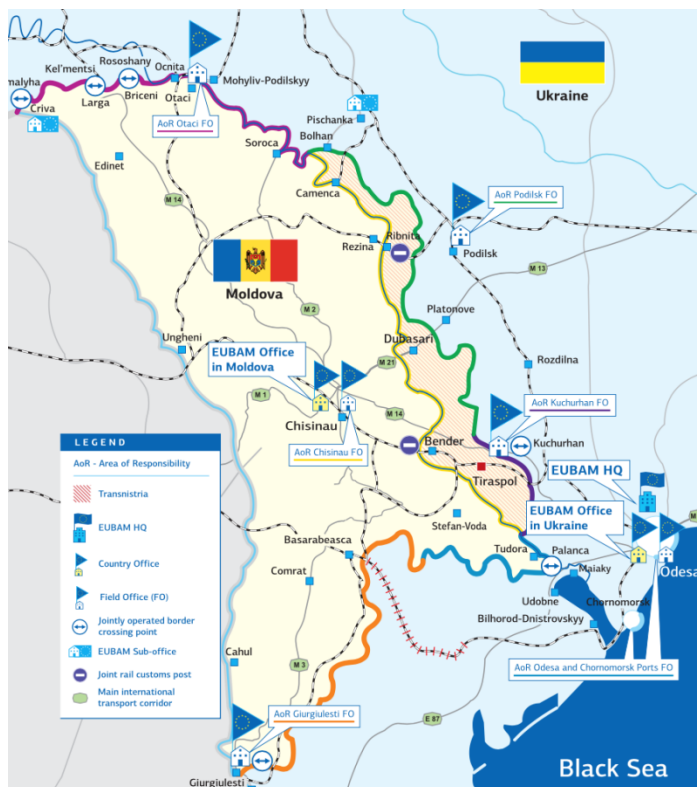 Rososhany
Kel'mentsi
Ocnita
malyha
Criva
Larga
Briceni
Otaci
Mohyliv-Podilskyy
AoR Otaci FO
Ukraine
Pischanka
Bolhan
Soroca
Edinet
Camenca
M 14
AoR Podilsk FO
Rezina
Ribnita
Podilsk
Moldova
M 13
M 2
Platonove
Ungheni
Dubasari
EUBAM Office
in Moldova
M 21
Rozdilna
M 1
M 14
AoR Kuchurhan FO
Chisinau
AoR Chisinau FO
Bender
Kuchurhan
Tiraspol
EUBAM HQ
EUBAM Office
in Ukraine
M
Stefan-Voda
Basarabeasca
Tudora
Palanca
Maiaky
Odesa
Comrat
Udobne
Chornomorsk
Bilhorod-Dnistrovskyy
Cahul
M 3
AoR Odesa and Chornomorsk Ports FO
AoR Giurgiulesti FO
E 87
Giurgiulesti
Black Sea
LEGEND
AoR - Area of Responsibility
Transnistria
EUBAM HQ
Country Office
Field Office (FO)
Jointly operated border
crossing point
EUBAM Sub-office
Joint rail customs post
Main international
transport corridor